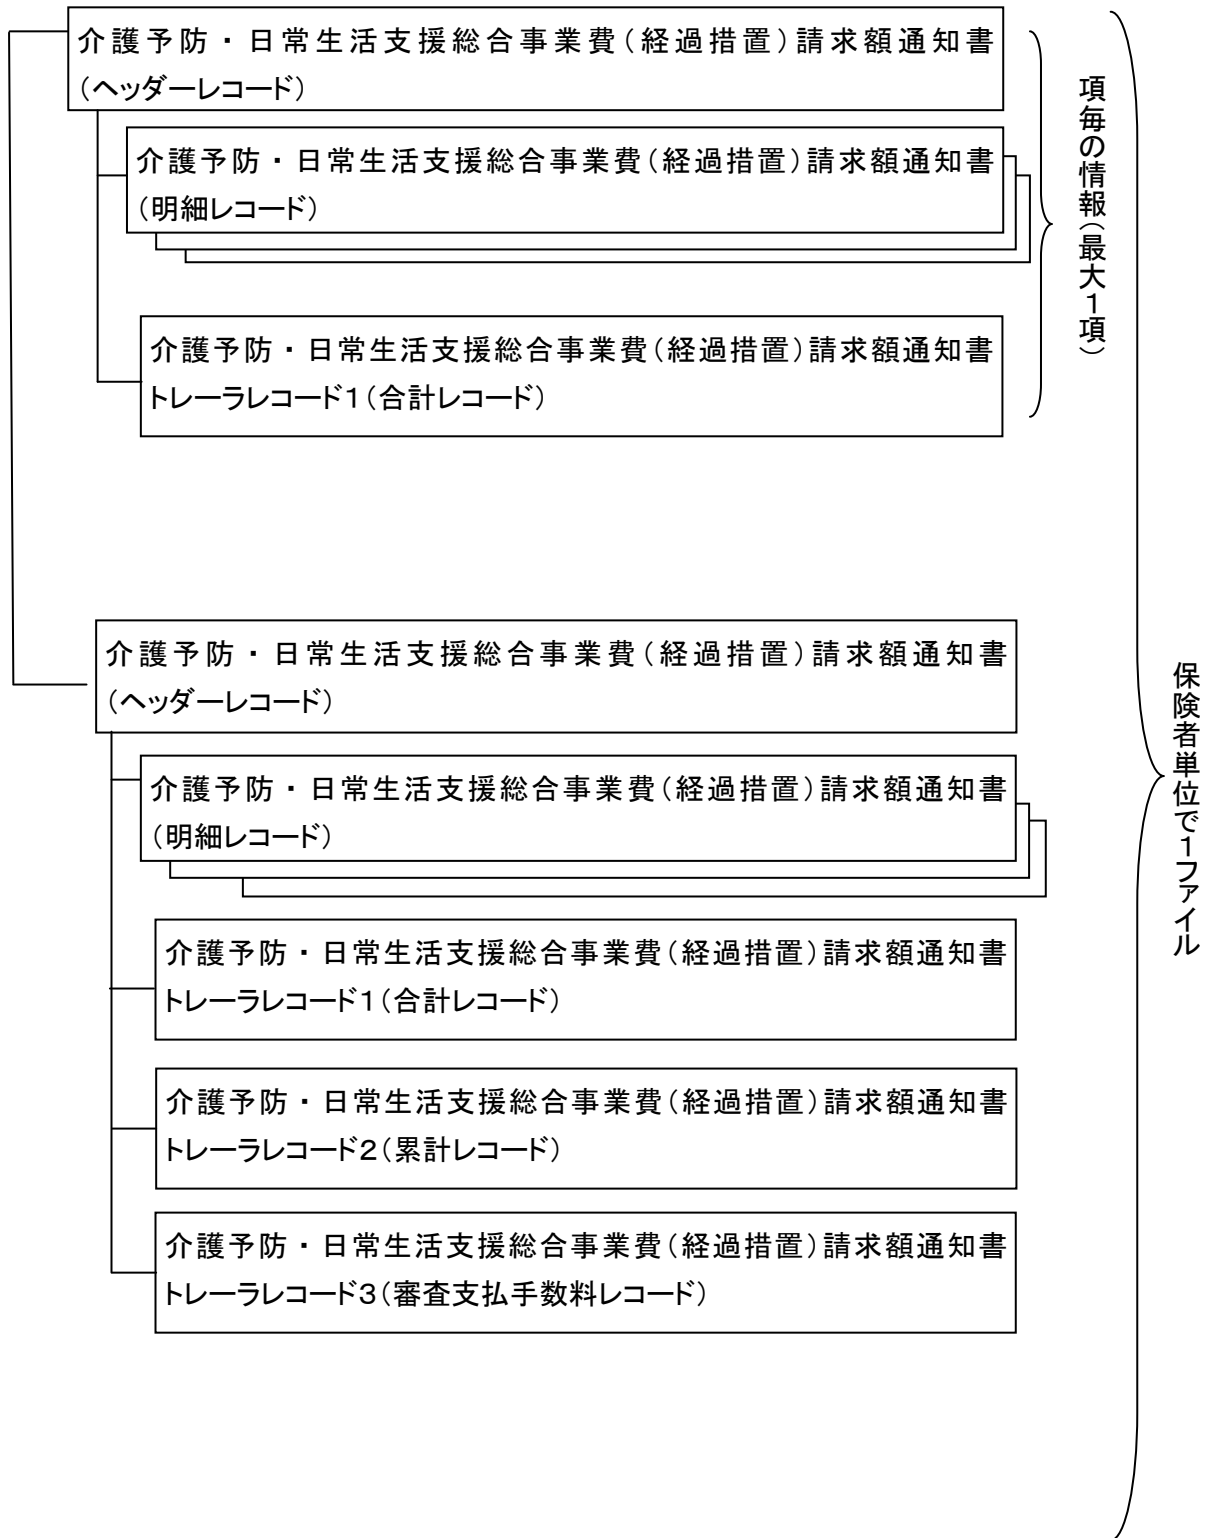 介護予防・日常生活支援総合事業費(経過措置)請求額通知書
(ヘッダーレコード)
介護予防・日常生活支援総合事業費(経過措置)請求額通知書
(明細レコード)
介護予防・日常生活支援総合事業費(経過措置)請求額通知書
トレーラレコード1(合計レコード)
項毎の情報(最大1項)
介護予防・日常生活支援総合事業費(経過措置)請求額通知書
(ヘッダーレコード)
介護予防・日常生活支援総合事業費(経過措置)請求額通知書
(明細レコード)
介護予防・日常生活支援総合事業費(経過措置)請求額通知書
トレーラレコード1(合計レコード)
介護予防・日常生活支援総合事業費(経過措置)請求額通知書
トレーラレコード2(累計レコード)
介護予防・日常生活支援総合事業費(経過措置)請求額通知書
トレーラレコード3(審査支払手数料レコード)
保険者単位で1ファイル